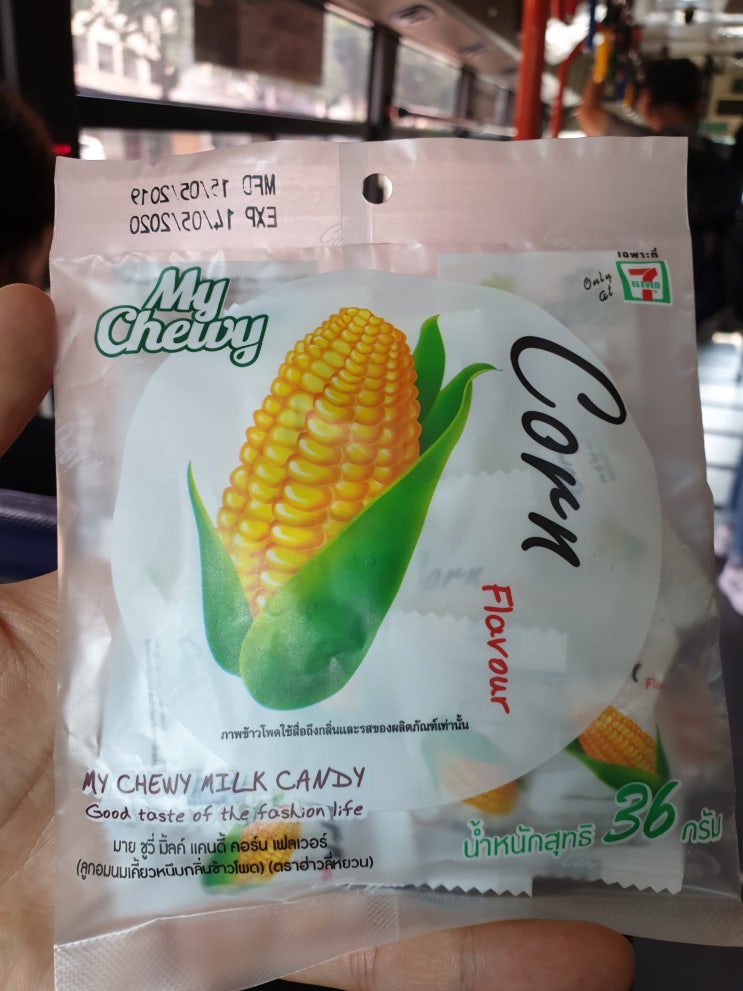 MFD 15/05/2019
EXP 14/05/2020
My
Chewy
เฉพาะที่
Only
At
7
ELEVEN
Corn
Flavour
ภาพข้าวโพดใช้สื่อถึงกลิ่นและรสของผลิตภัณฑ์เท่านั้น
MY CHEWY MILK CANDY
Good taste of the fashion life
มาย ชูวี่ มิ้ลค์ แคนดี้ คอร์น เฟลเวอร์
(ลูกอมนมเคี้ยวหนึบกลิ่นข้าวโพด) (ตราฮ่าวลี่หยวน)
น้ำหนักสุทธิ 36 กรัม